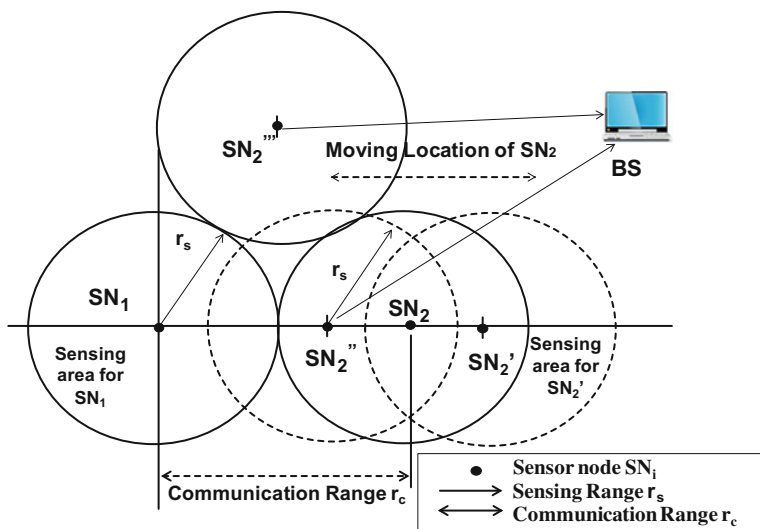 SN2'''
Moving Location of SN2
BS
rs
rs
SN1
SN2
SN2''
SN2'
Sensing
area for
SN1
Sensing
area for
SN2'
Communication Range rc
Sensor node SNi
Sensing Range rs
Communication Range rc